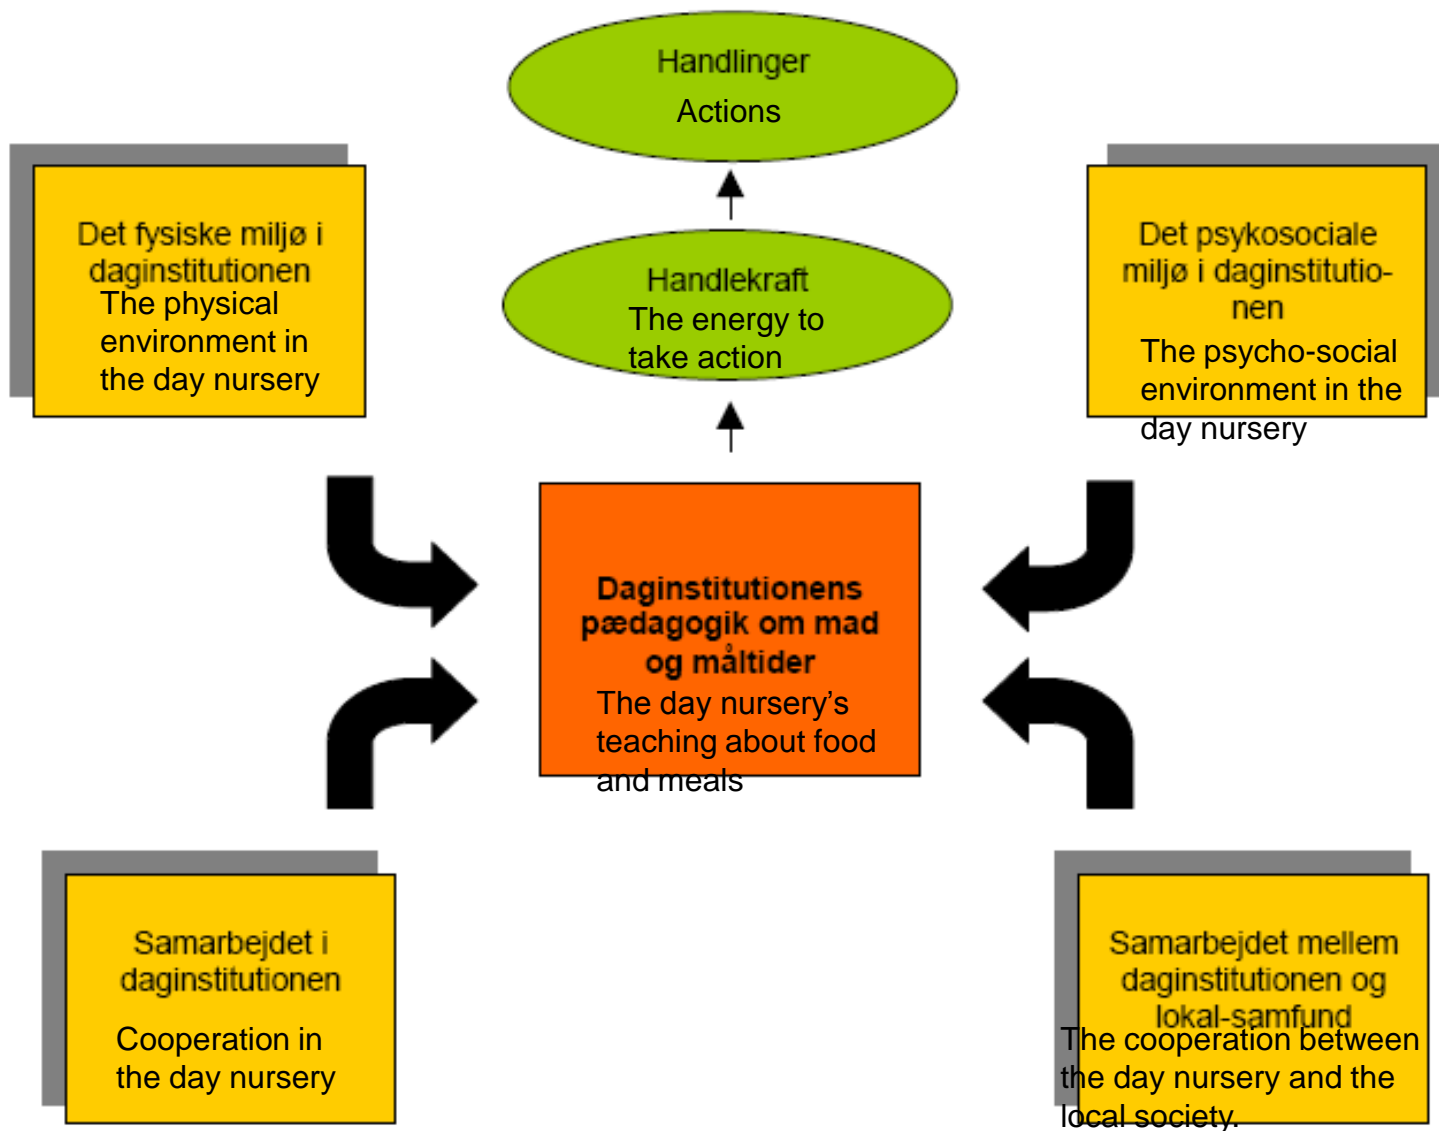 Handlinger
Actions
Det fysiske miljø i
daginstitutionen
The physical
environment in
the day nursery
Handlekraft
The energy to
take action
Det psykosociale
miljø i daginstitutio-
nen
The psycho-social
environment in the
day nursery
Daginstitutionens
pædagogik om mad
og måltider
The day nursery’s
teaching about food
and meals
Samarbejdet i
daginstitutionen
Cooperation in
the day nursery
Samarbejdet mellem
daginstitutionen og
lokal-samfund
The cooperation between
the day nursery and the
local society.